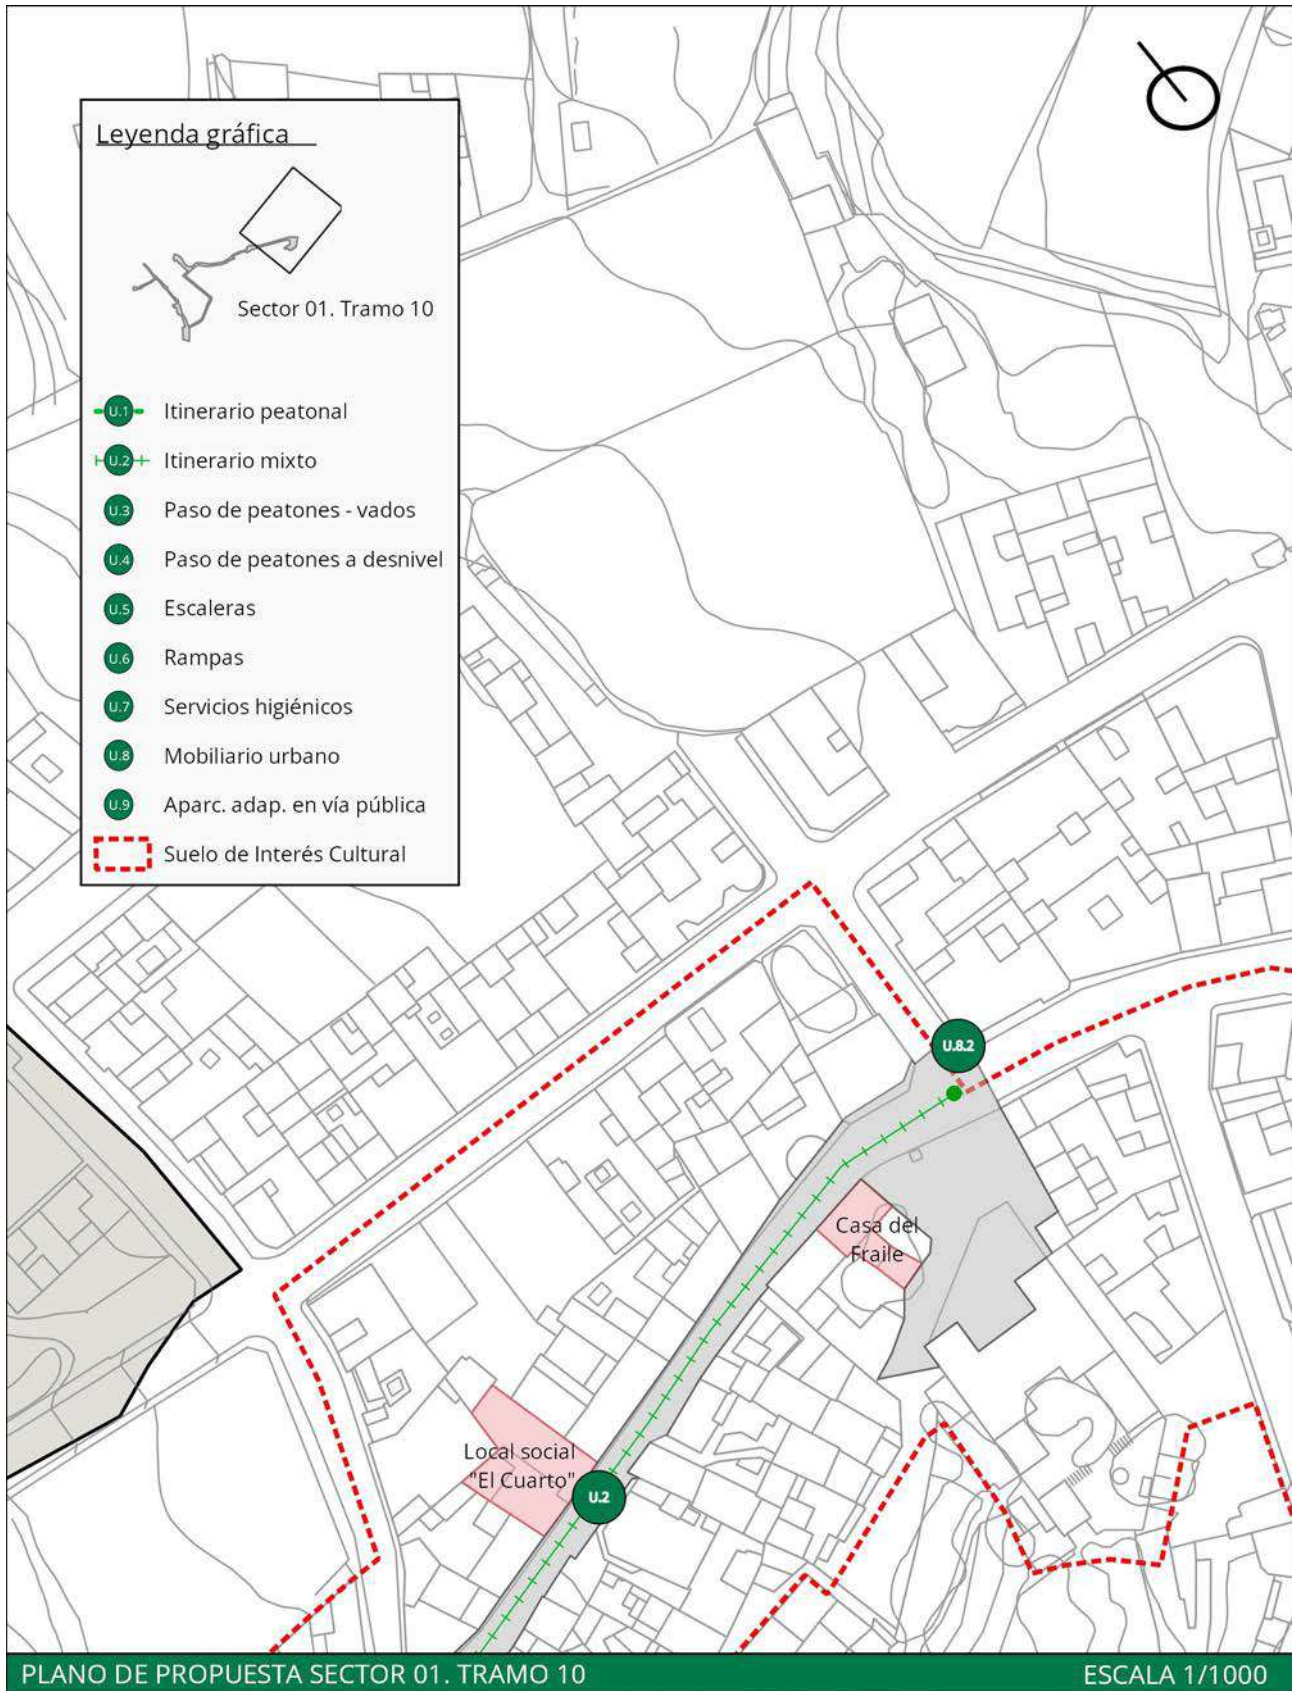 Leyenda gráfica
Sector 01. Tramo 10
U.1 Itinerario peatonal
U.2 Itinerario mixto
U.3 Paso de peatones - vados
U.4 Paso de peatones a desnivel
U.5 Escaleras
U.6 Rampas
U.7 Servicios higiénicos
U.8 Mobiliario urbano
U.9 Aparc. adap. en vía pública
Suelo de Interés Cultural
U.8.2
Casa del
Fraile
Local social
"El Cuarto"
U.2
PLANO DE PROPUESTA SECTOR 01. TRAMO 10 ESCALA 1/1000